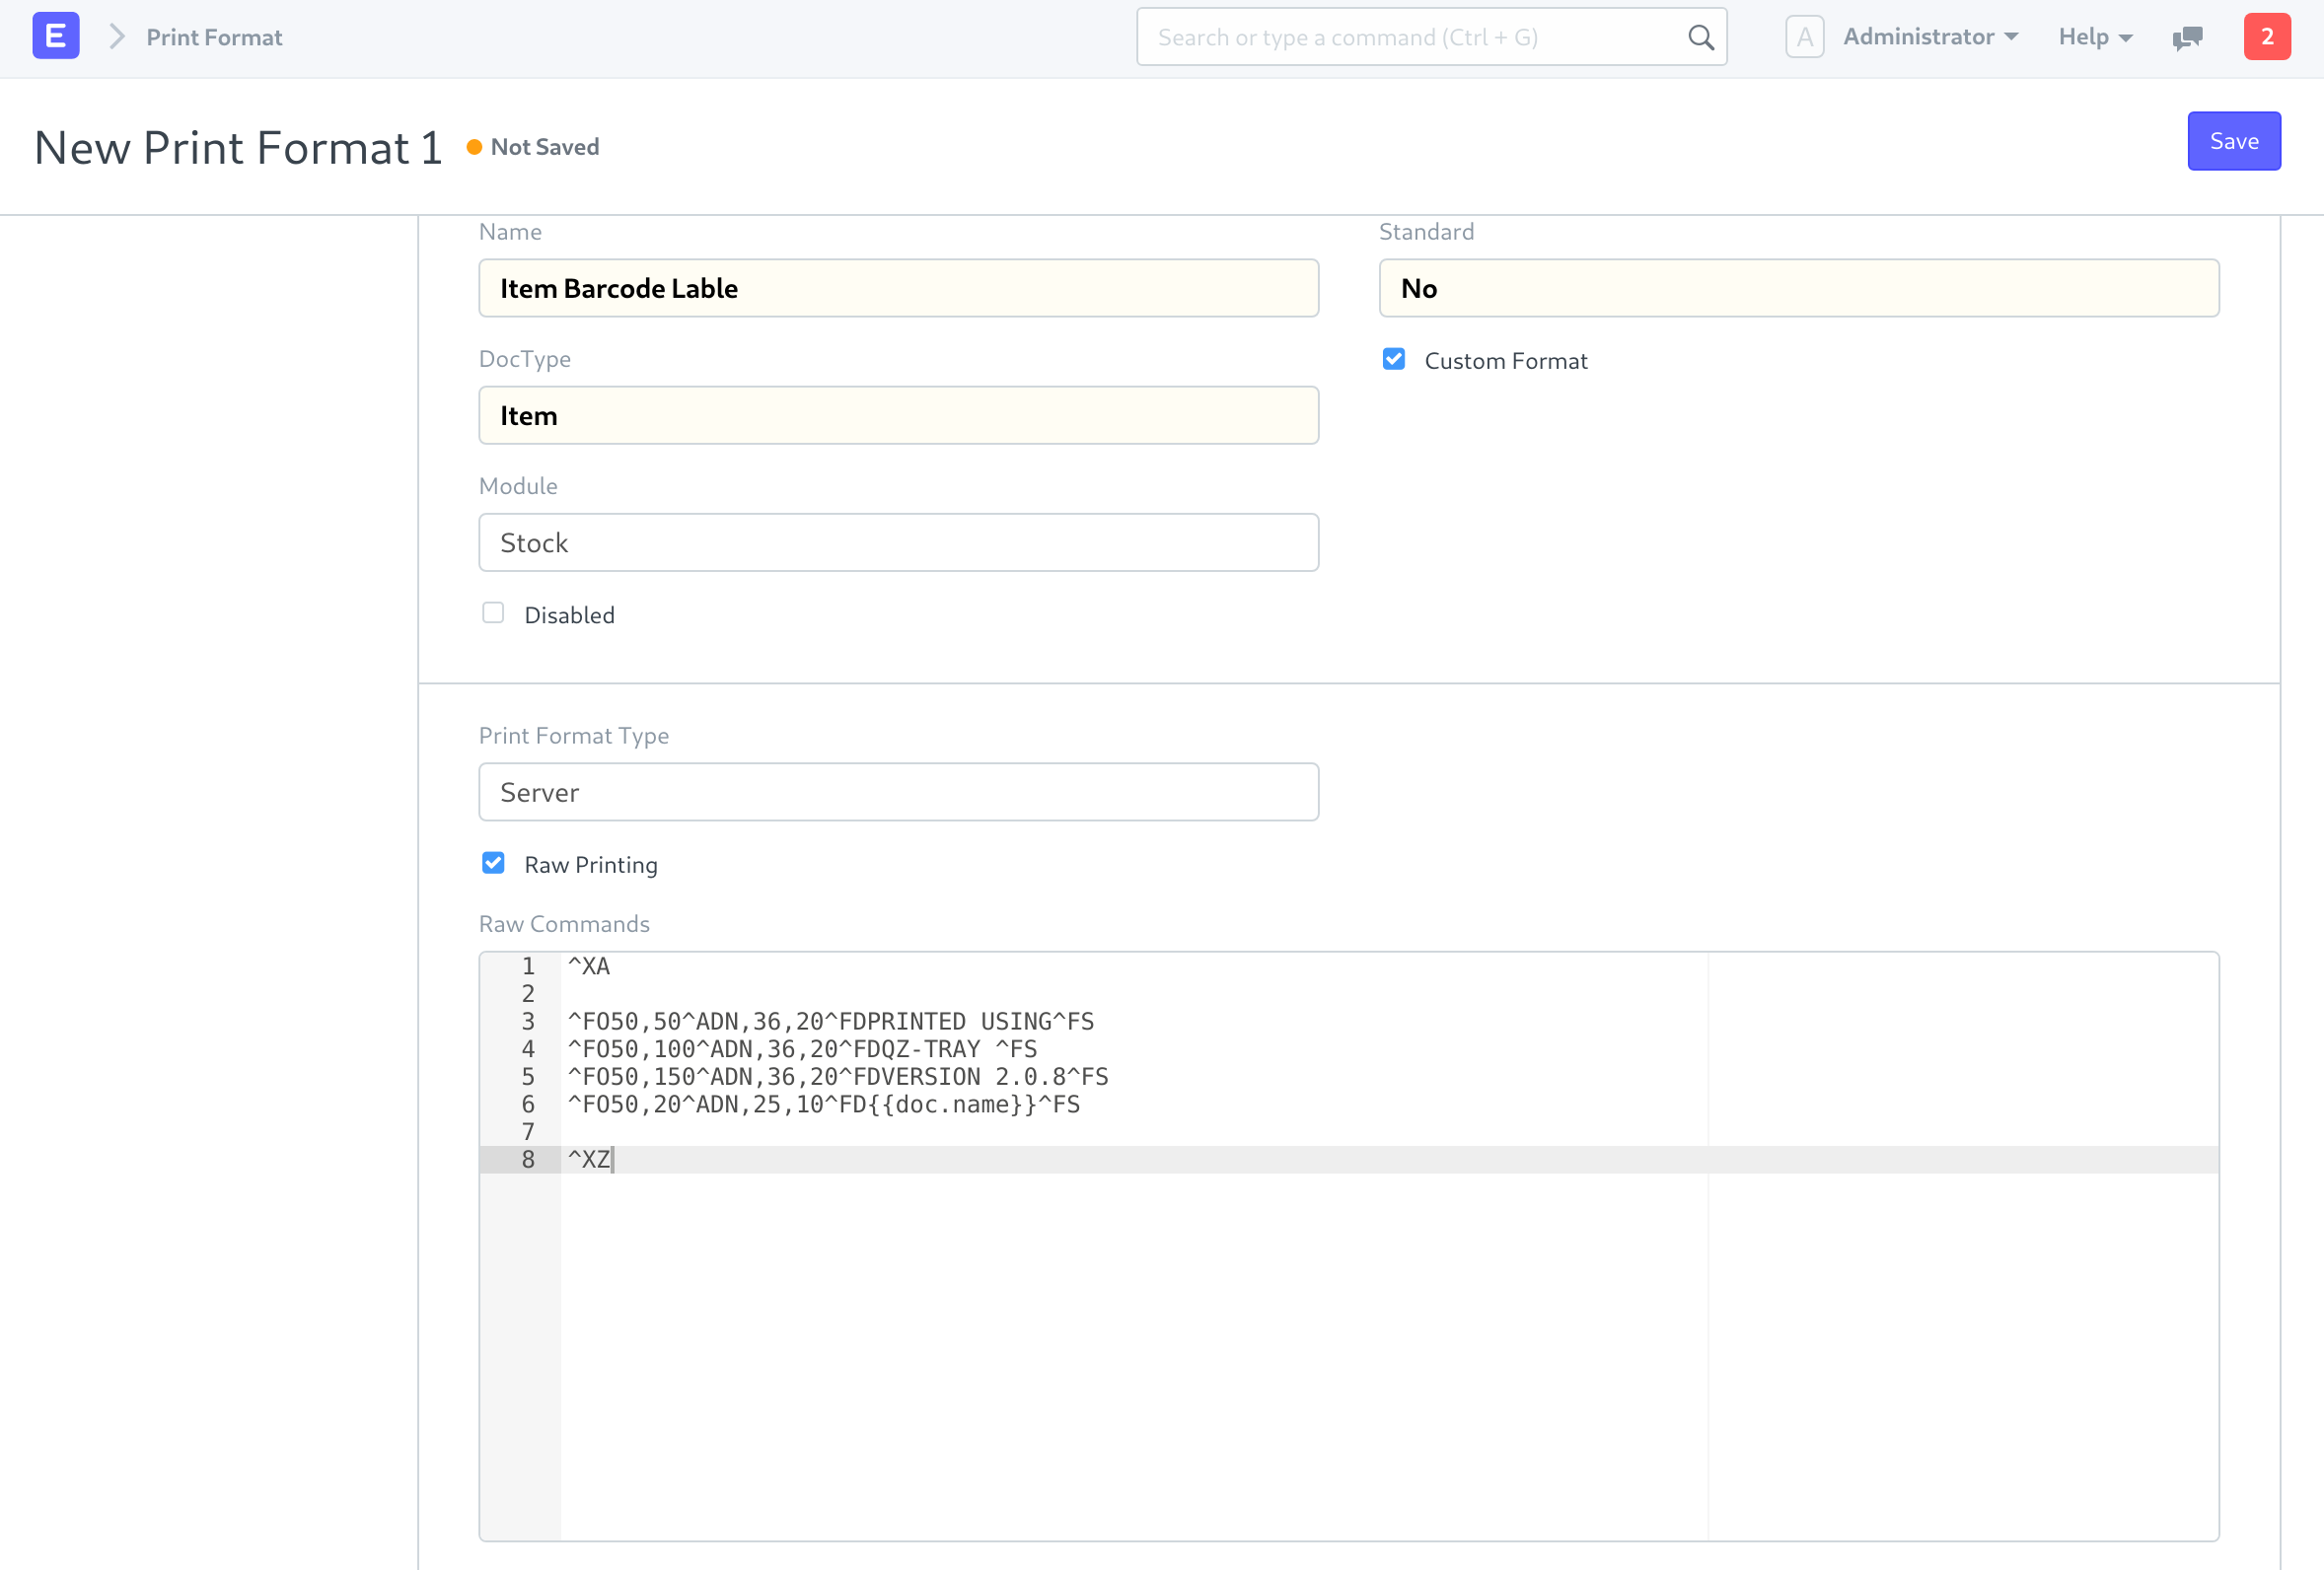 E Print Format Search or type a command (Ctrl + G) A Administrator Help 2
New Print Format 1 Not Saved Save
Name
Item Barcode Lable
Standard
No
DocType
Item
Custom Format
Module
Stock
Disabled
Print Format Type
Server
Raw Printing
Raw Commands
1 ^XA
2
3 ^FO50,50^ADN,36,20^FDPRINTED USING^FS
4 ^FO50,100^ADN,36,20^FDQZ-TRAY ^FS
5 ^FO50,150^ADN,36,20^FDVERSION 2.0.8^FS
6 ^FO50,20^ADN,25,10^FD{{doc.name}}^FS
7
8 ^XZ